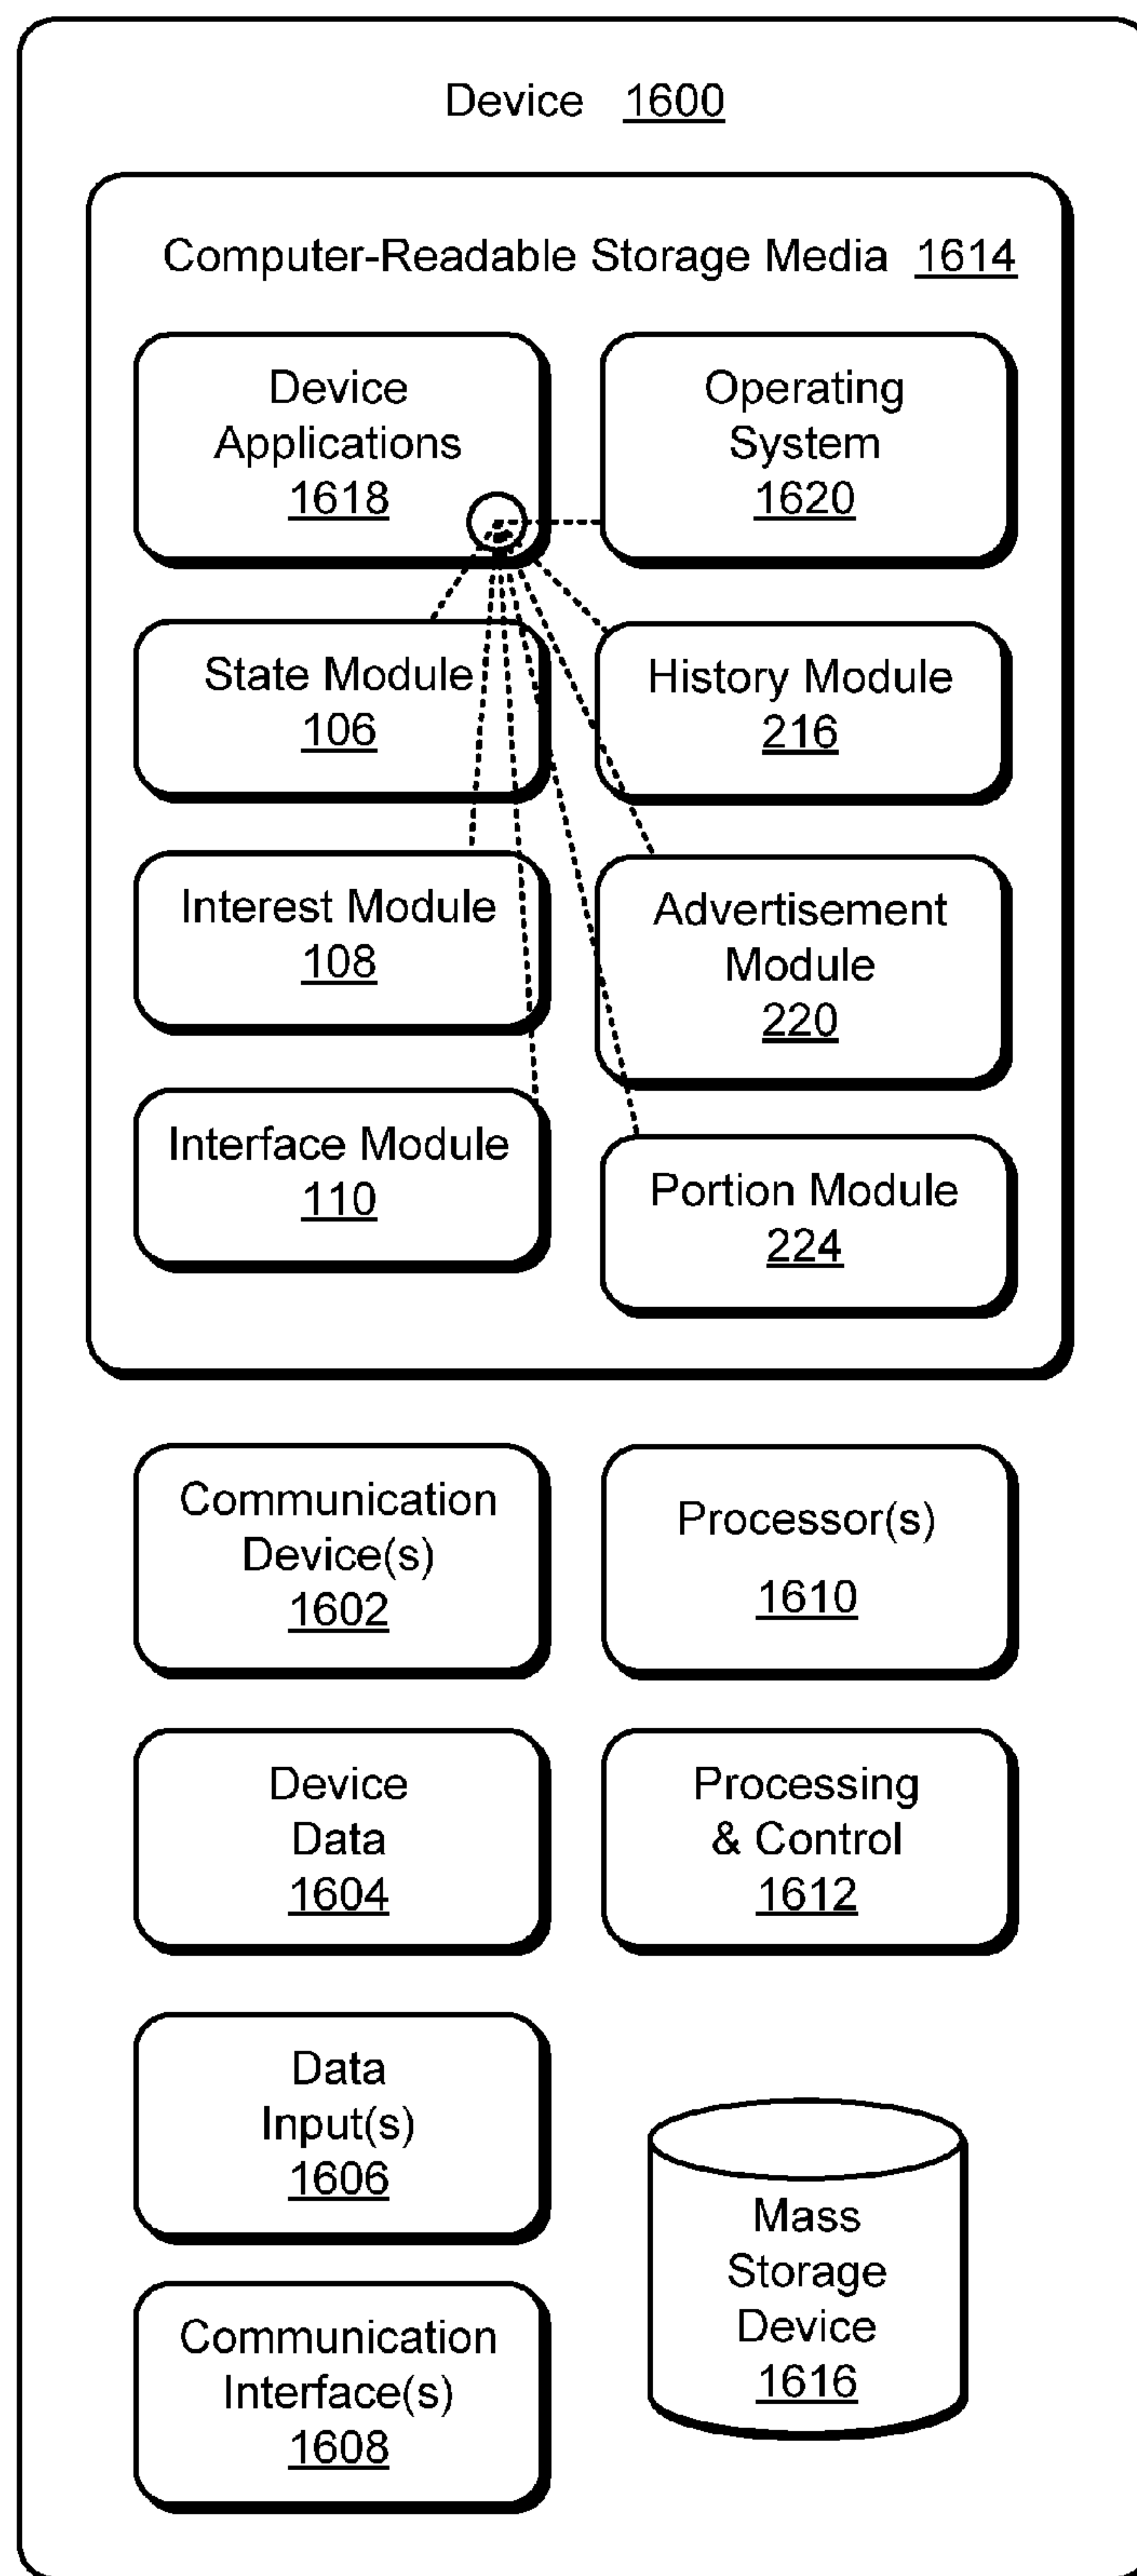 Device 1600
Computer-Readable Storage Media 1614
Device
Applications
1618
Operating
System
1620
State Module
106
History Module
216
Interest Module
108
Advertisement
Module
220
Interface Module
110
Portion Module
224
Communication
Device(s)
1602
Processor(s)
1610
Device
Data
1604
Processing
& Control
1612
Data
Input(s)
1606
Mass
Storage
Device
1616
Communication
Interface(s)
1608